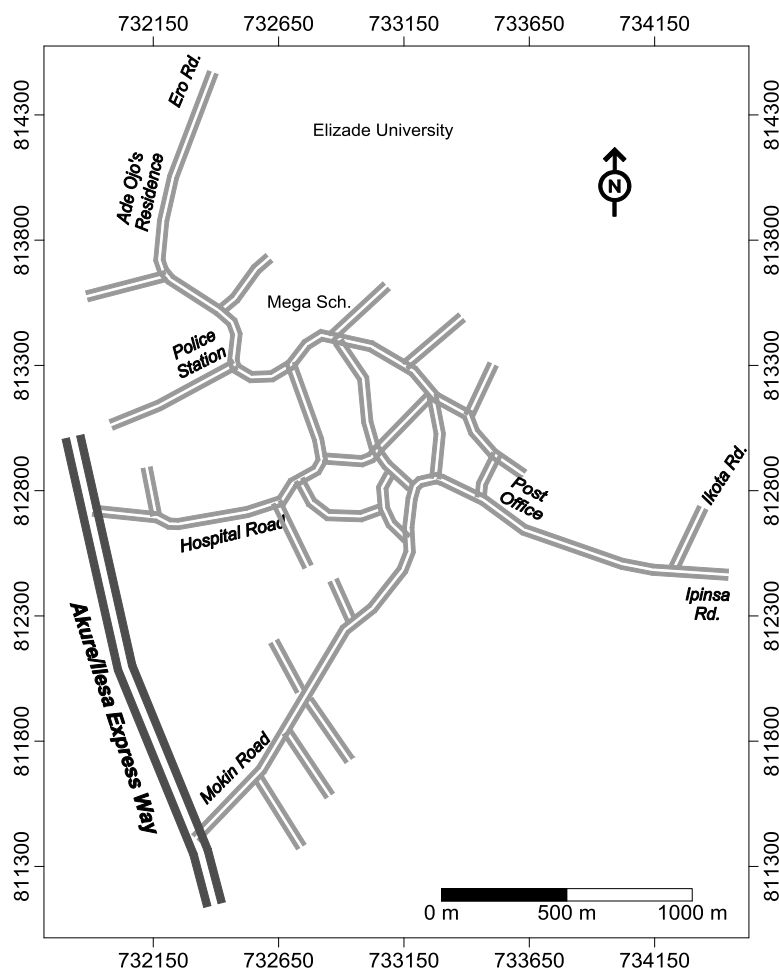 732150 732650 733150 733650 734150
Ero Rd.
814300 814300
Elizade University
Ade Ojo's
Residence
N
813800 813800
Mega Sch.
Police
Station
813300 813300
Ikota Rd.
812800 812800
Post
Office
Hospital Road
Ipinsa
Rd.
812300 812300
Akure/Ilesa Express Way
811800 811800
Mokin Road
811300 811300
0 m 500 m 1000 m
732150 732650 733150 733650 734150